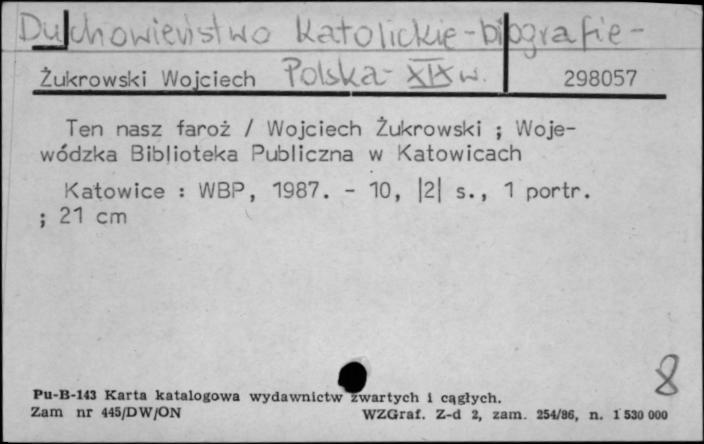 Duchowieństwo katolickie - biografie -
Żukrowski Wojciech Polska - XIX w. 298057
Ten nasz faroż / Wojciech Żukrowski ; Woje-
wódzka Biblioteka Publiczna w Katowicach
Katowice : WBP, 1987. - 10, |2| s., 1 portr.
; 21 cm
8
Pu-B-143 Karta katalogowa wydawnictw zwartych i cągłych.
Zam nr 445/DW/ON WZGraf. Z-d 2, zam. 254/86, n. 1 530 000